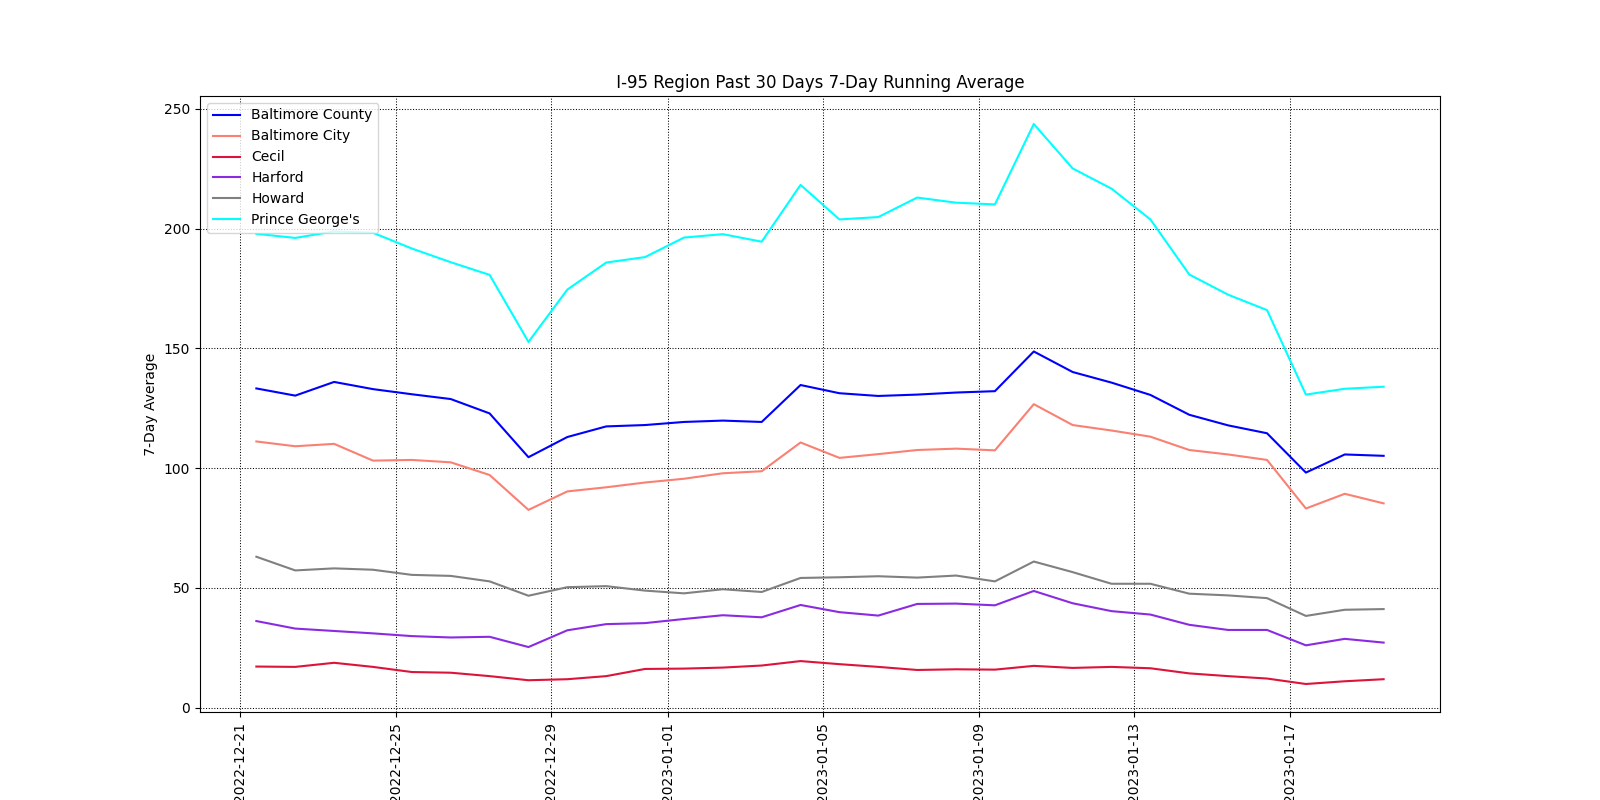 I-95 Region Past 30 Days 7-Day Running Average
Baltimore County
Baltimore City
Cecil
Harford
Howard
Prince George's
7-Day Average
250
200
150
100
50
0
2022-12-21
2022-12-25
2022-12-29
2023-01-01
2023-01-05
2023-01-09
2023-01-13
2023-01-17